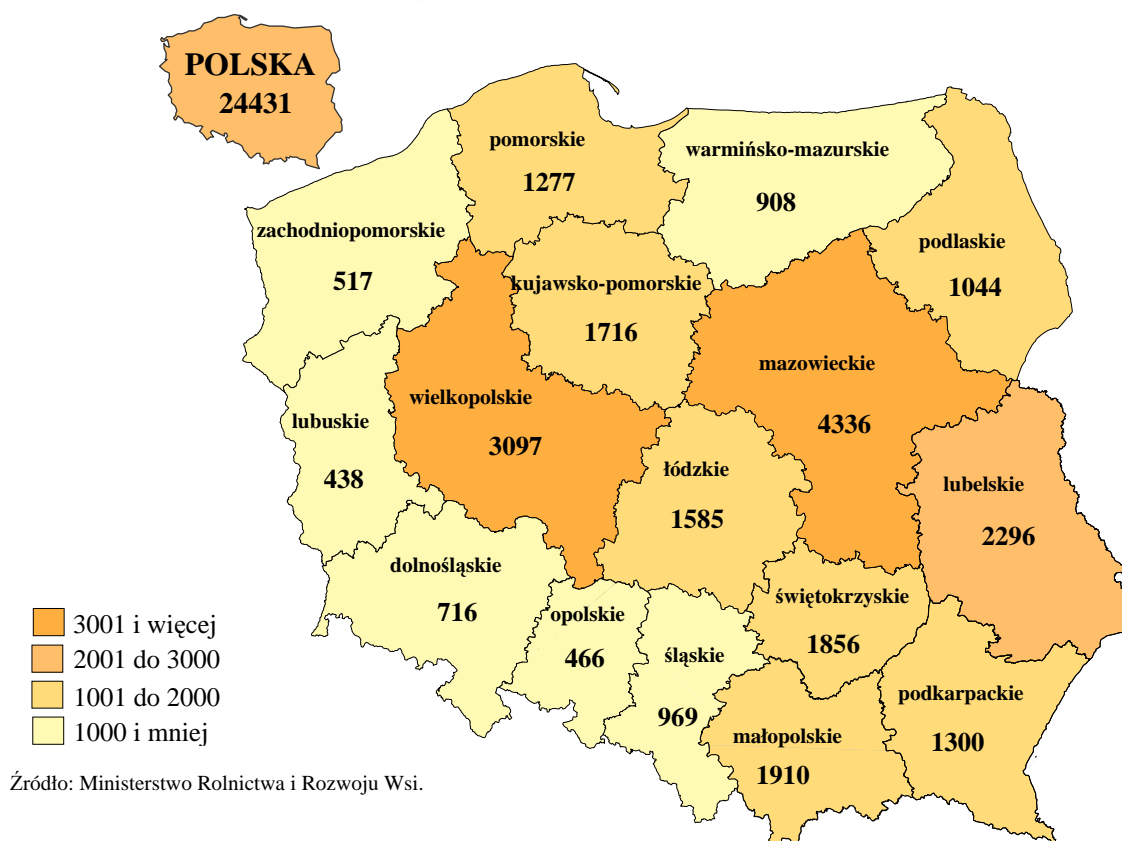 POLSKA
24431
pomorskie
1277
warmińsko-mazurskie
908
zachodniopomorskie
517
podlaskie
1044
kujawsko-pomorskie
1716
mazowieckie
4336
wielkopolskie
3097
lubuskie
438
łódzkie
1585
lubelskie
2296
dolnośląskie
716
opolskie
466
śląskie
969
świętokrzyskie
1856
podkarpackie
1300
małopolskie
1910
3001 i więcej
2001 do 3000
1001 do 2000
1000 i mniej
Źródło: Ministerstwo Rolnictwa i Rozwoju Wsi.